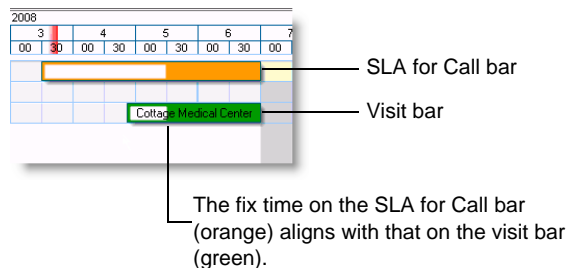 2008
3 4 5 6 7
00 30 00 30 00 30 00 30 00
SLA for Call bar
Visit bar
Cottage Medical Center
The fix time on the SLA for Call bar
(orange) aligns with that on the visit bar
(green).